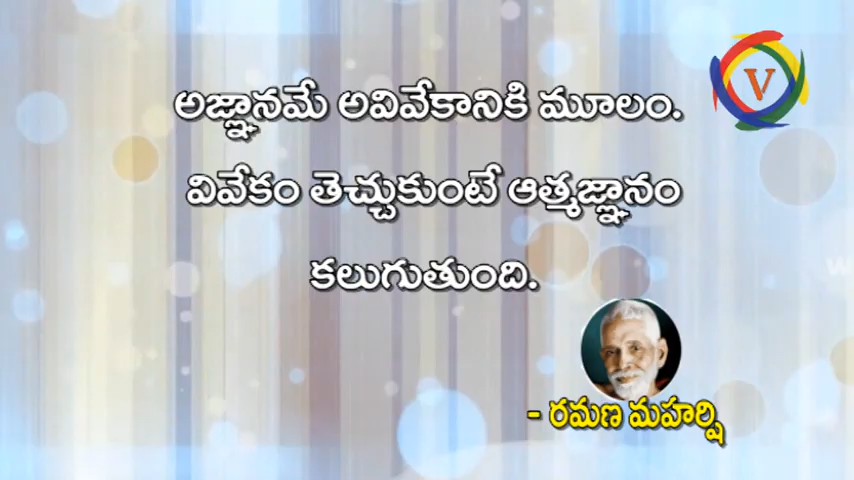 V
అజ్ఞానమే అవివేకానికి మూలం.
వివేకం తెచ్చుకుంటే ఆత్మజ్ఞానం
కలుగుతుంది.
W
- రమణ మహర్షి